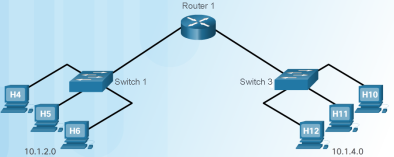 Router 1
Switch 1
Switch 3
H4
H10
H5
H11
H6
H12
10.1.2.0
10.1.4.0